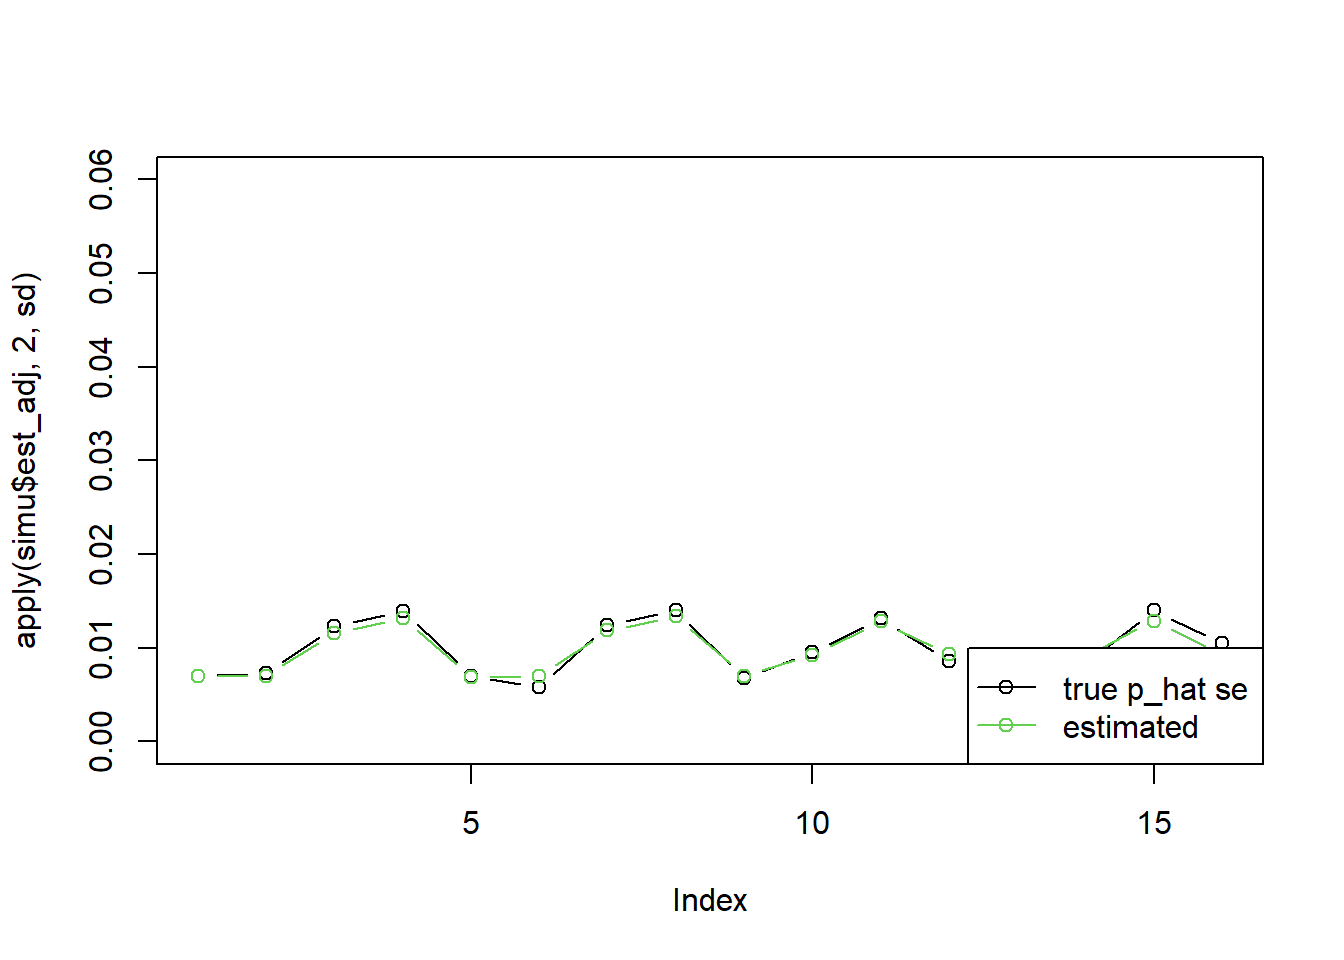 apply(simu$est_adj, 2, sd)
0.06
0.05
0.04
0.03
0.02
0.01
0.00
true p_hat se
estimated
5 10 15
Index